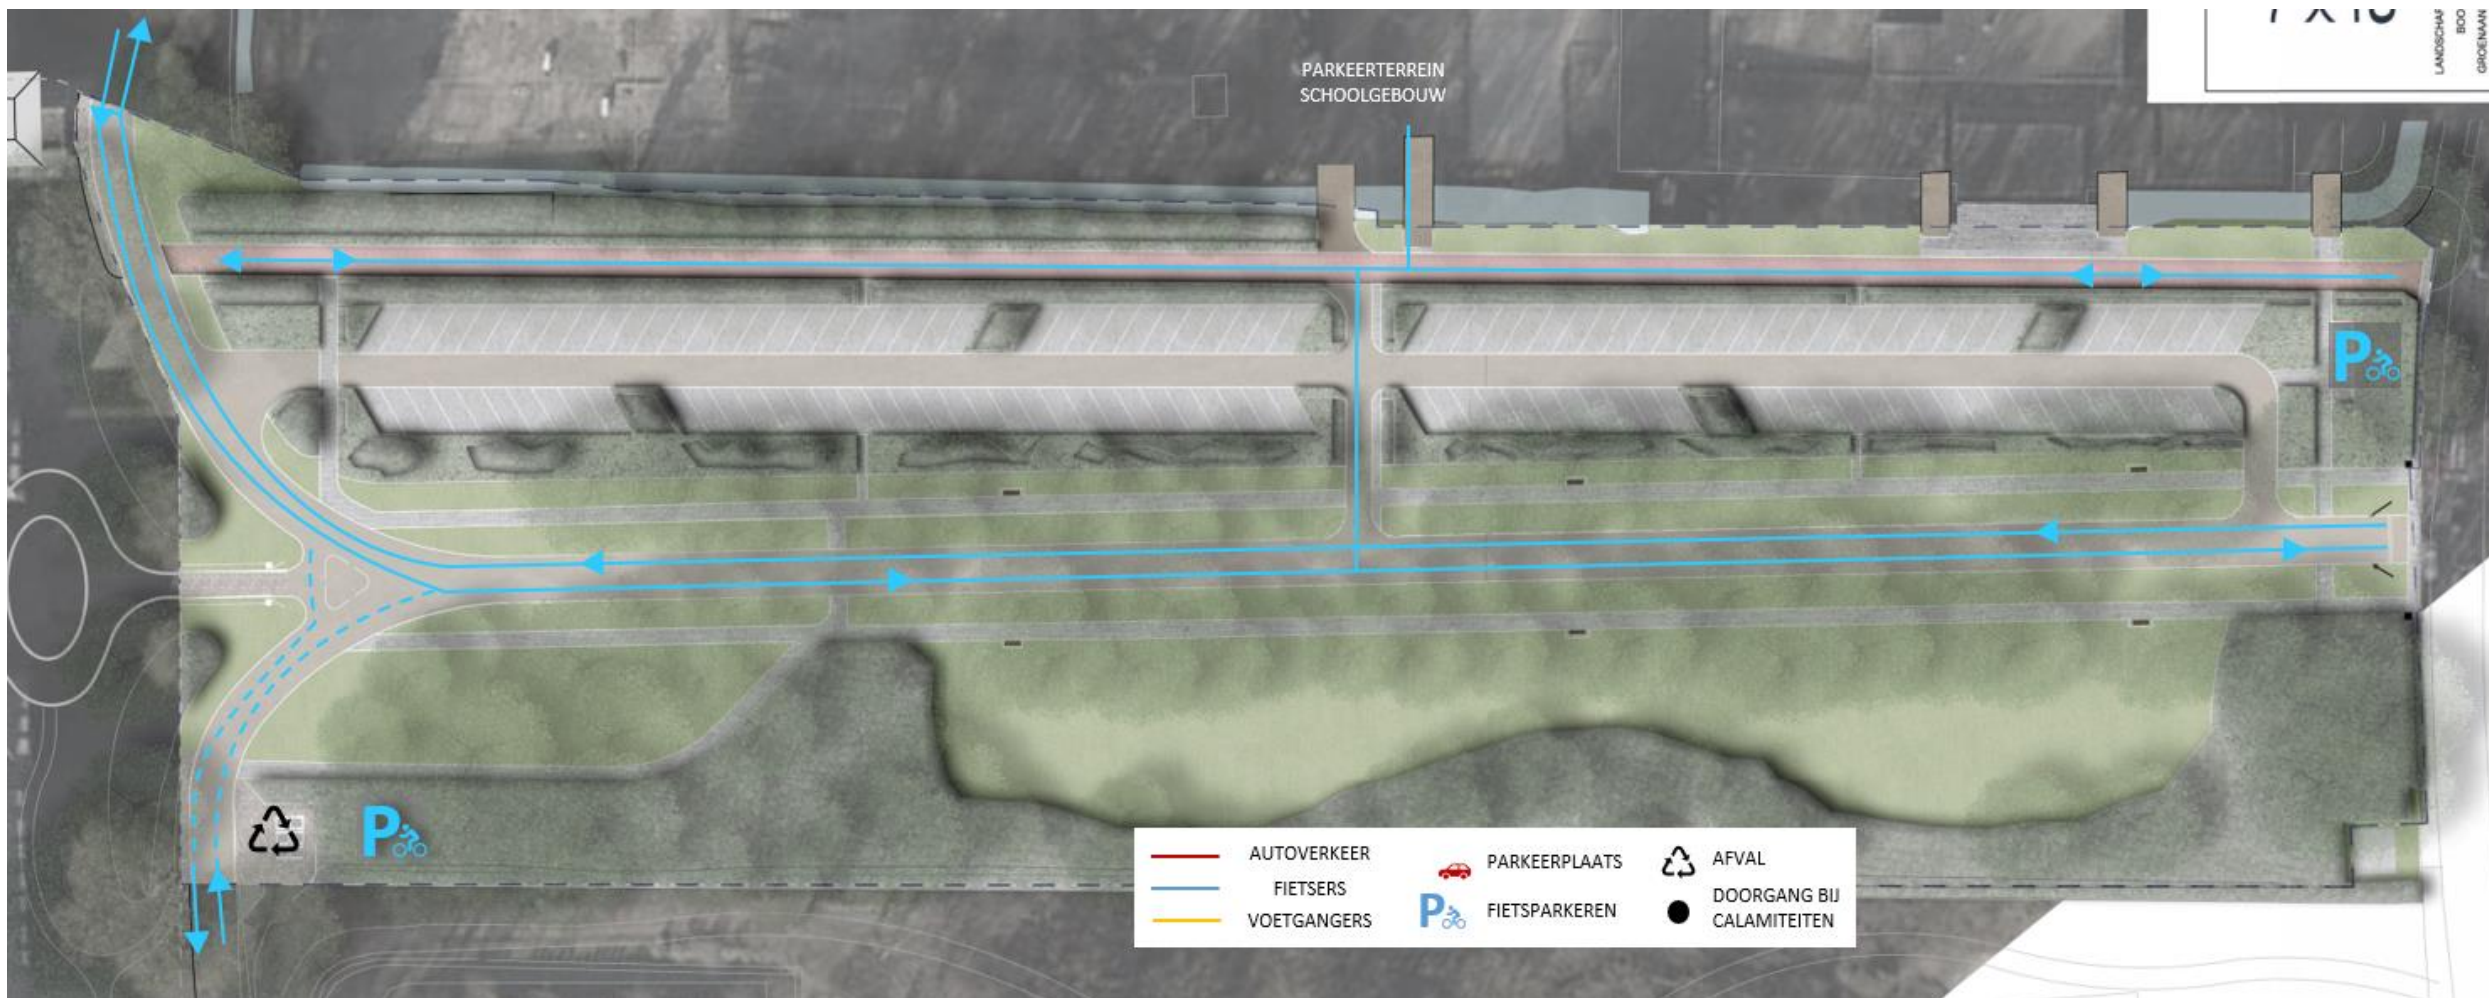 PARKEERTERREIN
SCHOOLGEBOUW
P
P
AUTOVERKEER
FIETSERS
VOETGANGERS
PARKEERPLAATS
P FIETSPARKEREN
AFVAL
DOORGANG BIJ
CALAMITEITEN